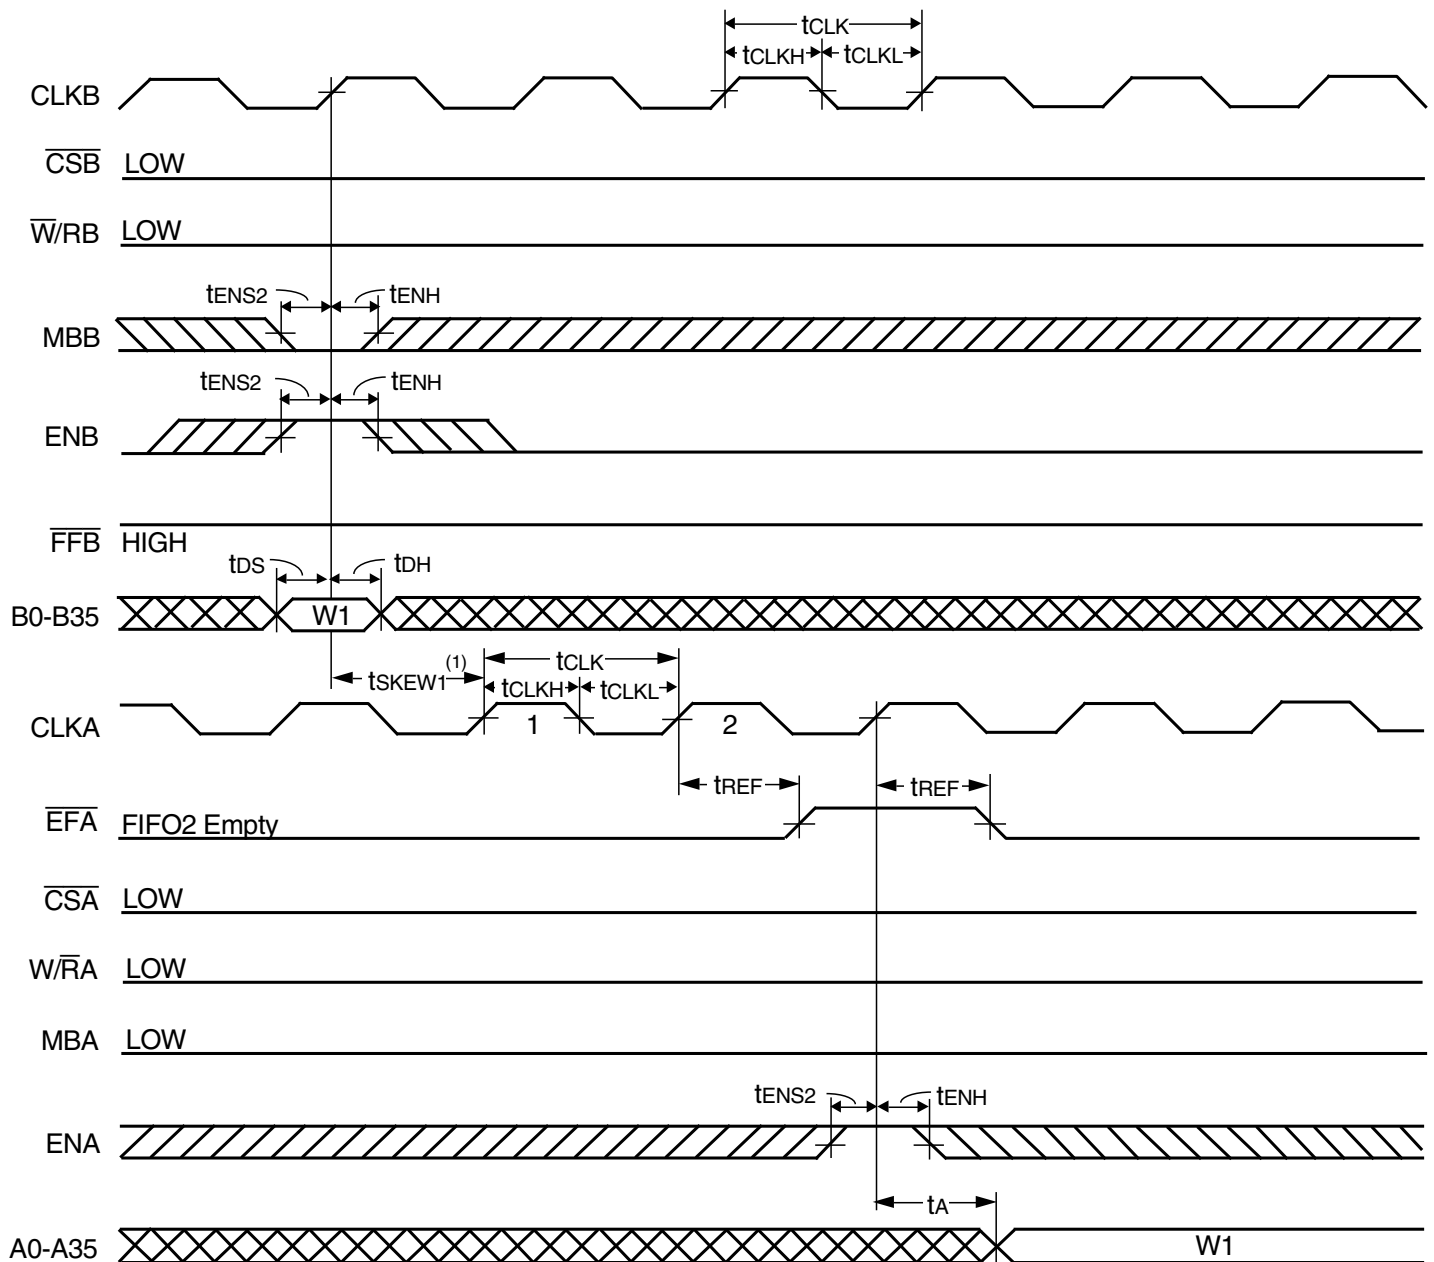 tCLK
tCLKH tCLKL
CLKB
CSB LOW
W/RB LOW
tENS2 tENH
MBB
tENS2 tENH
ENB
FFB HIGH
tDS tDH
B0-B35 W1
tSKEW1(1) tCLK
tCLKH tCLKL
CLKA 1 2
tREF tREF
EFA FIFO2 Empty
CSA LOW
W/RA LOW
MBA LOW
tENS2 tENH
ENA
tA
A0-A35 W1